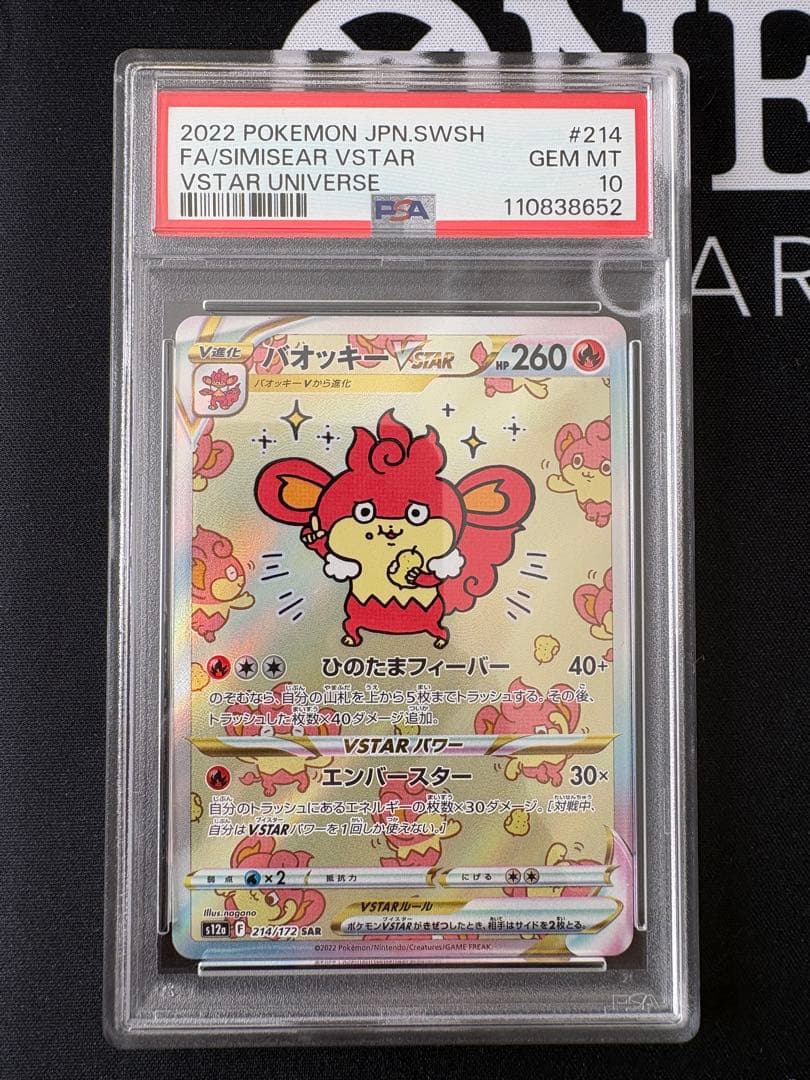 ONE
CAR
2022 POKEMON JPN.SWSH #214
FA/SIMISEAR VSTAR GEM MT
VSTAR UNIVERSE 10
PSA 110838652
V進化 バオッキーVSTAR HP260
バオッキーVから進化
ひのたまフィーバー 40+
のぞむなら、自分の山札を上から5枚までトラッシュする。その後、
トラッシュした枚数×40ダメージ追加。
VSTARパワー
エンバースター 30×
自分のトラッシュにあるエネルギーの枚数×30ダメージ。[対戦中、
自分はVSTARパワーを1回しか使えない。]
弱点 ×2 抵抗力 にげる
Illus.nagano
VSTARルール
ポケモンVSTARがきぜつしたとき、相手はサイドを2枚とる。
s12a F 214/172 SAR
©2022 Pokémon/Nintendo/Creatures/GAME FREAK.
PSA